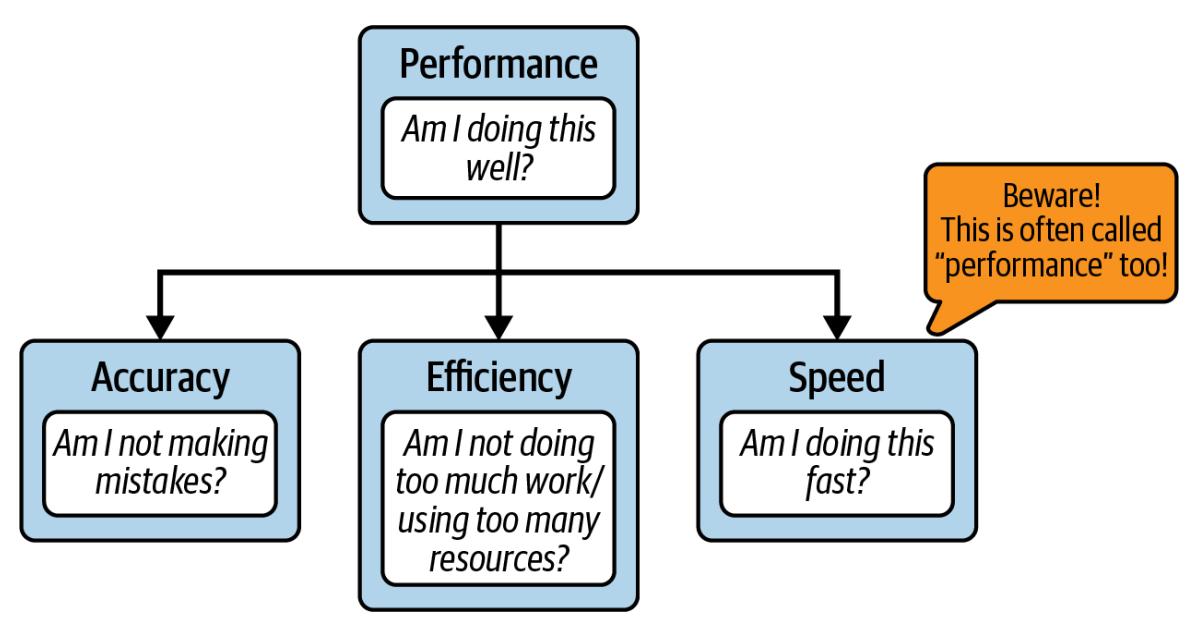 Performance
Am I doing this
well?
Beware!
This is often called
“performance” too!
Accuracy
Am I not making
mistakes?
Efficiency
Am I not doing
too much work/
using too many
resources?
Speed
Am I doing this
fast?